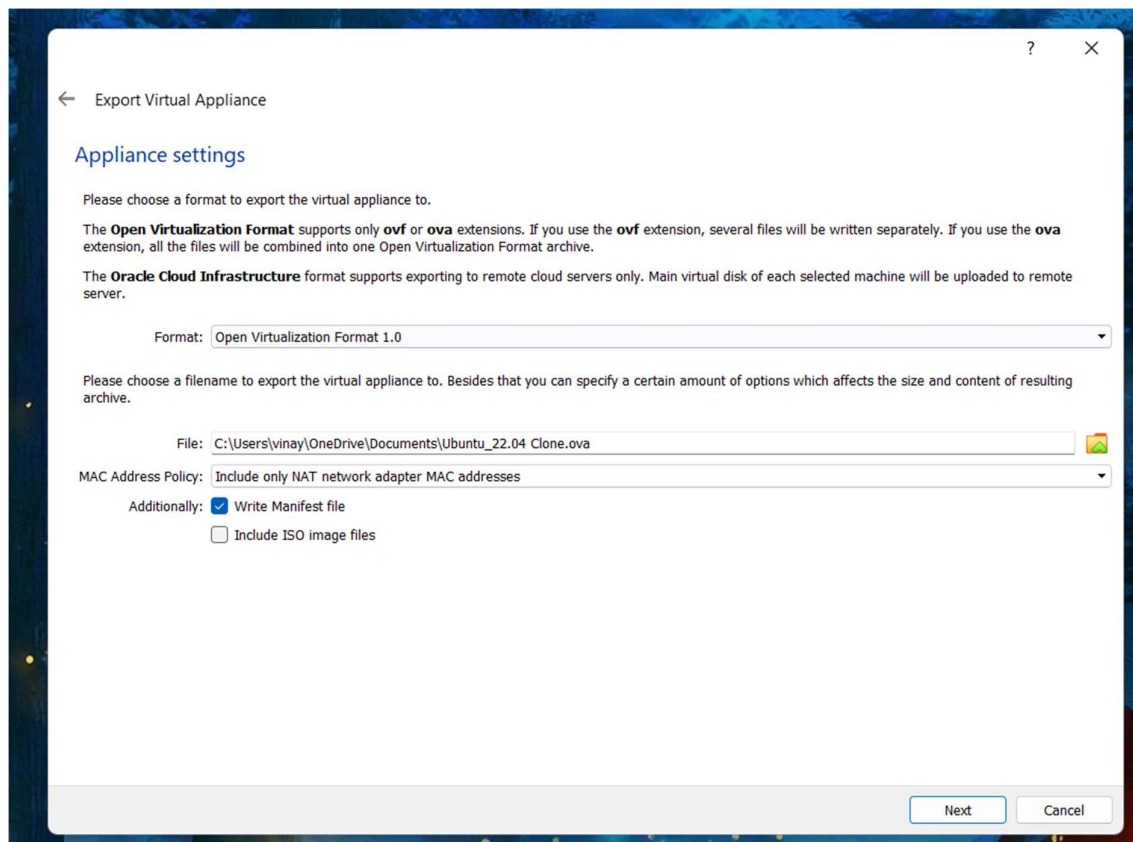 ?
Export Virtual Appliance
Appliance settings
Please choose a format to export the virtual appliance to.
The Open Virtualization Format supports only ovf or ova extensions. If you use the ovf extension, several files will be written separately. If you use the ova
extension, all the files will be combined into one Open Virtualization Format archive.
The Oracle Cloud Infrastructure format supports exporting to remote cloud servers only. Main virtual disk of each selected machine will be uploaded to remote
server.
Format: Open Virtualization Format 1.0
Please choose a filename to export the virtual appliance to. Besides that you can specify a certain amount of options which affects the size and content of resulting
archive.
File: C:\Users\vinay\OneDrive\Documents\Ubuntu_22.04 Clone.ova
MAC Address Policy: Include only NAT network adapter MAC addresses
Additionally: Write Manifest file
Include ISO image files
Next Cancel